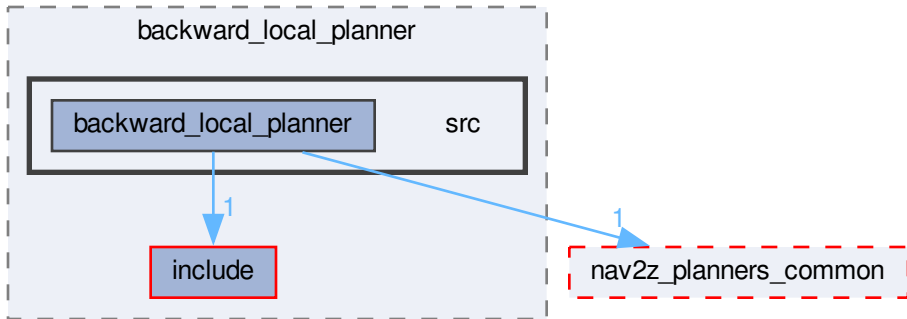 backward_local_planner
backward_local_planner
src
1
1
include
nav2z_planners_common